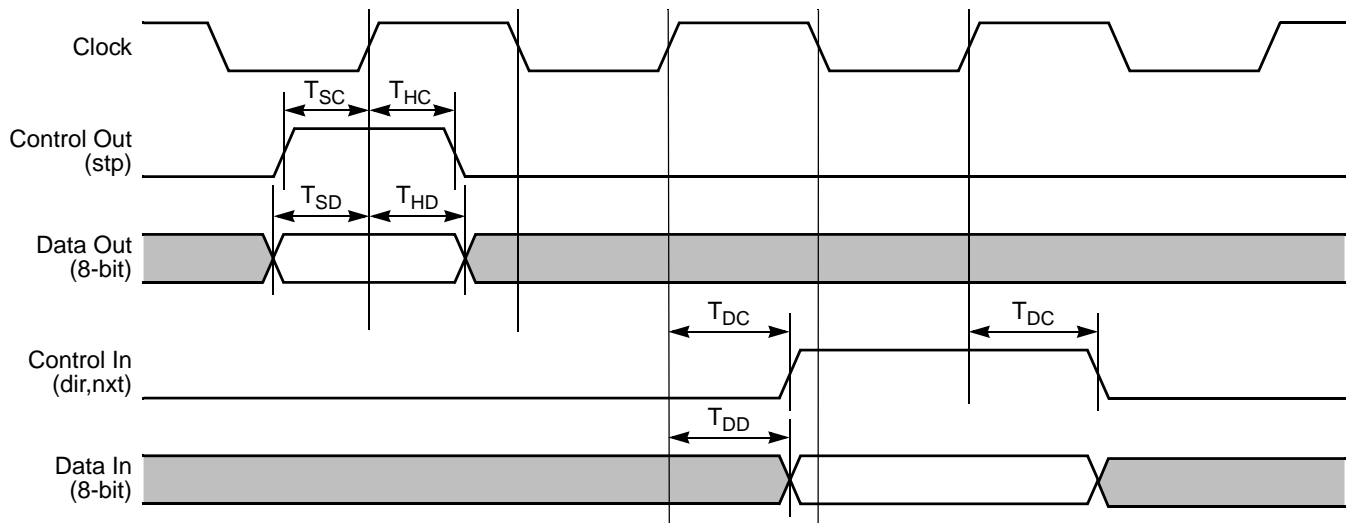 Clock
T_SC
T_HC
Control Out
(stp)
T_SD
T_HD
Data Out
(8-bit)
T_DC
T_DC
Control In
(dir,nxt)
T_DD
Data In
(8-bit)